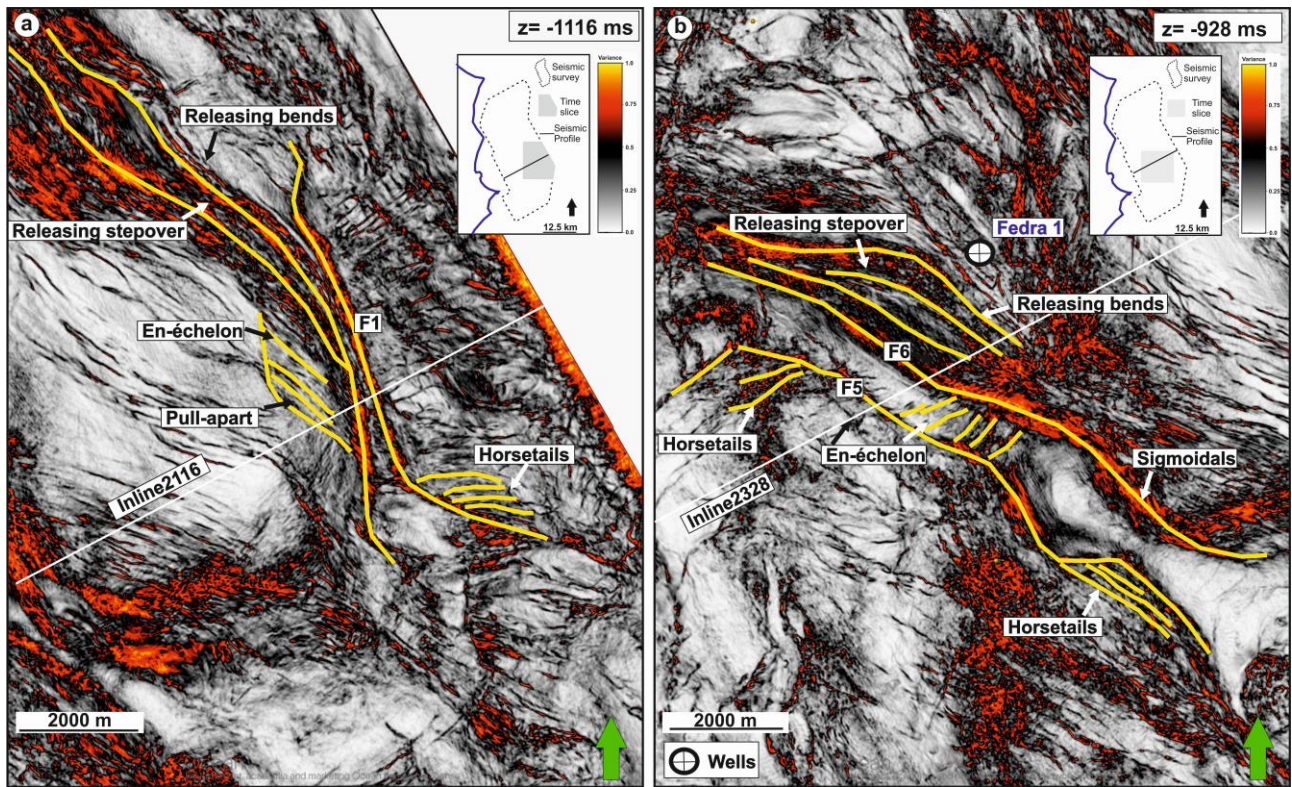 a
z= -1116 ms
Seismic
survey
Time
slice
Seismic
Profile
12.5 km
Variance
1.0
0.75
0.5
0.25
0.0
Releasing bends
Releasing stepover
En-échelon
F1
Pull-apart
Horsetails
Inline2116
2000 m
b
z= -928 ms
Seismic
survey
Time
slice
Seismic
Profile
12.5 km
Variance
1.0
0.75
0.5
0.25
0.0
Releasing stepover
Fedra 1
Releasing bends
F6
F5
Horsetails
En-échelon
Sigmoidals
Inline2328
Horsetails
2000 m
Wells